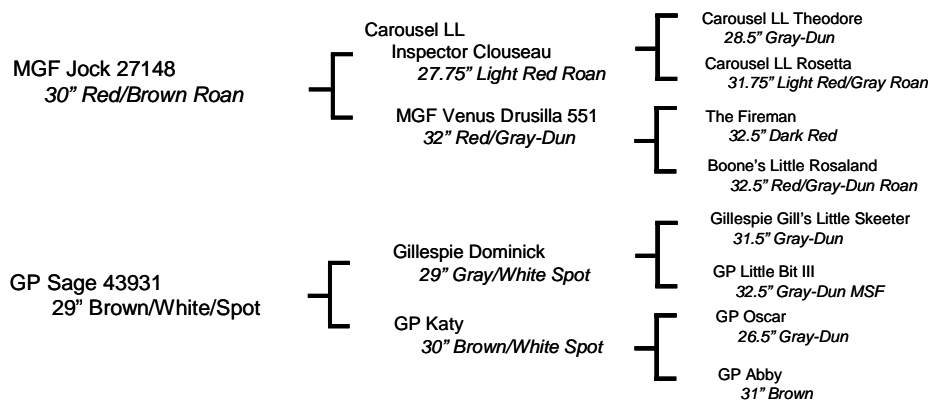 MGF Jock 27148
30" Red/Brown Roan
Carousel LL
Inspector Clouseau
27.75" Light Red Roan
Carousel LL Theodore
28.5" Gray-Dun
Carousel LL Rosetta
31.75" Light Red/Gray Roan
MGF Venus Drusilla 551
32" Red/Gray-Dun
The Fireman
32.5" Dark Red
Boone's Little Rosaland
32.5" Red/Gray-Dun Roan
GP Sage 43931
29" Brown/White/Spot
Gillespie Dominick
29" Gray/White Spot
Gillespie Gill's Little Skeeter
31.5" Gray-Dun
GP Little Bit III
32.5" Gray-Dun MSF
GP Katy
30" Brown/White Spot
GP Oscar
26.5" Gray-Dun
GP Abby
31" Brown